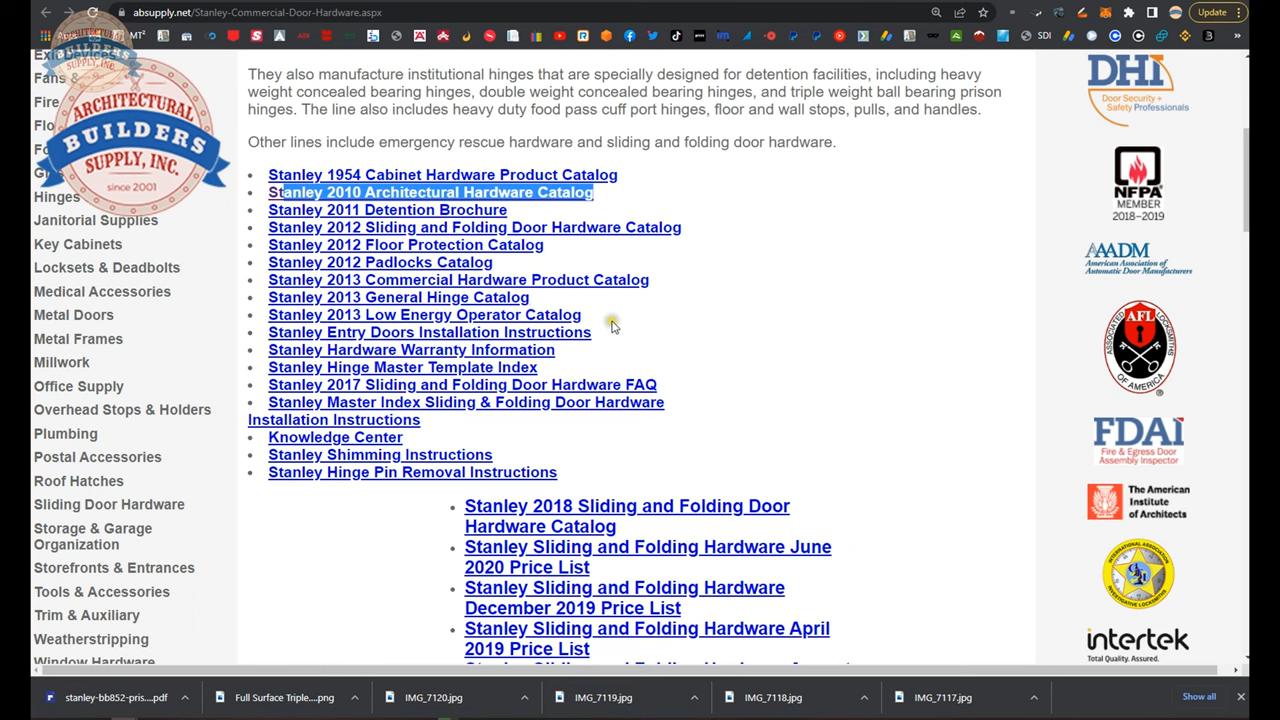 absupply.net/Stanley-Commercial-Door-Hardware.aspx
Update
MT²
SDI
ARCHITECTURAL
BUILDERS
SUPPLY, INC.
since 2001
Fans &
Fire
Hinges
Janitorial Supplies
Key Cabinets
Locksets & Deadbolts
Medical Accessories
Metal Doors
Metal Frames
Millwork
Office Supply
Overhead Stops & Holders
Plumbing
Postal Accessories
Roof Hatches
Sliding Door Hardware
Storage & Garage
Organization
Storefronts & Entrances
Tools & Accessories
Trim & Auxiliary
Weatherstripping
Window Hardware
They also manufacture institutional hinges that are specially designed for detention facilities, including heavy
weight concealed bearing hinges, double weight concealed bearing hinges, and triple weight ball bearing prison
hinges. The line also includes heavy duty food pass cuff port hinges, floor and wall stops, pulls, and handles.
Other lines include emergency rescue hardware and sliding and folding door hardware.
• Stanley 1954 Cabinet Hardware Product Catalog
• Stanley 2010 Architectural Hardware Catalog
• Stanley 2011 Detention Brochure
• Stanley 2012 Sliding and Folding Door Hardware Catalog
• Stanley 2012 Floor Protection Catalog
• Stanley 2012 Padlocks Catalog
• Stanley 2013 Commercial Hardware Product Catalog
• Stanley 2013 General Hinge Catalog
• Stanley 2013 Low Energy Operator Catalog
• Stanley Entry Doors Installation Instructions
• Stanley Hardware Warranty Information
• Stanley Hinge Master Template Index
• Stanley 2017 Sliding and Folding Door Hardware FAQ
• Stanley Master Index Sliding & Folding Door Hardware
Installation Instructions
• Knowledge Center
• Stanley Shimming Instructions
• Stanley Hinge Pin Removal Instructions
• Stanley 2018 Sliding and Folding Door
Hardware Catalog
• Stanley Sliding and Folding Hardware June
2020 Price List
• Stanley Sliding and Folding Hardware
December 2019 Price List
• Stanley Sliding and Folding Hardware April
2019 Price List
DHI
Door Security +
Safety Professionals
NFPA
MEMBER
2018-2019
AAADM
American Association of
Automatic Door Manufacturers
ASSOCIATED
LOCKSMITHS
AFL
OF AMERICA
FDAI
Fire & Egress Door
Assembly Inspector
The American
Institute
of Architects
INTERNATIONAL ASSOCIATION
INVESTIGATIVE LOCKSMITHS
intertek
Total Quality. Assured.
stanley-bb852-pris....pdf
Full Surface Triple....png
IMG_7120.jpg
IMG_7119.jpg
IMG_7118.jpg
IMG_7117.jpg
Show all